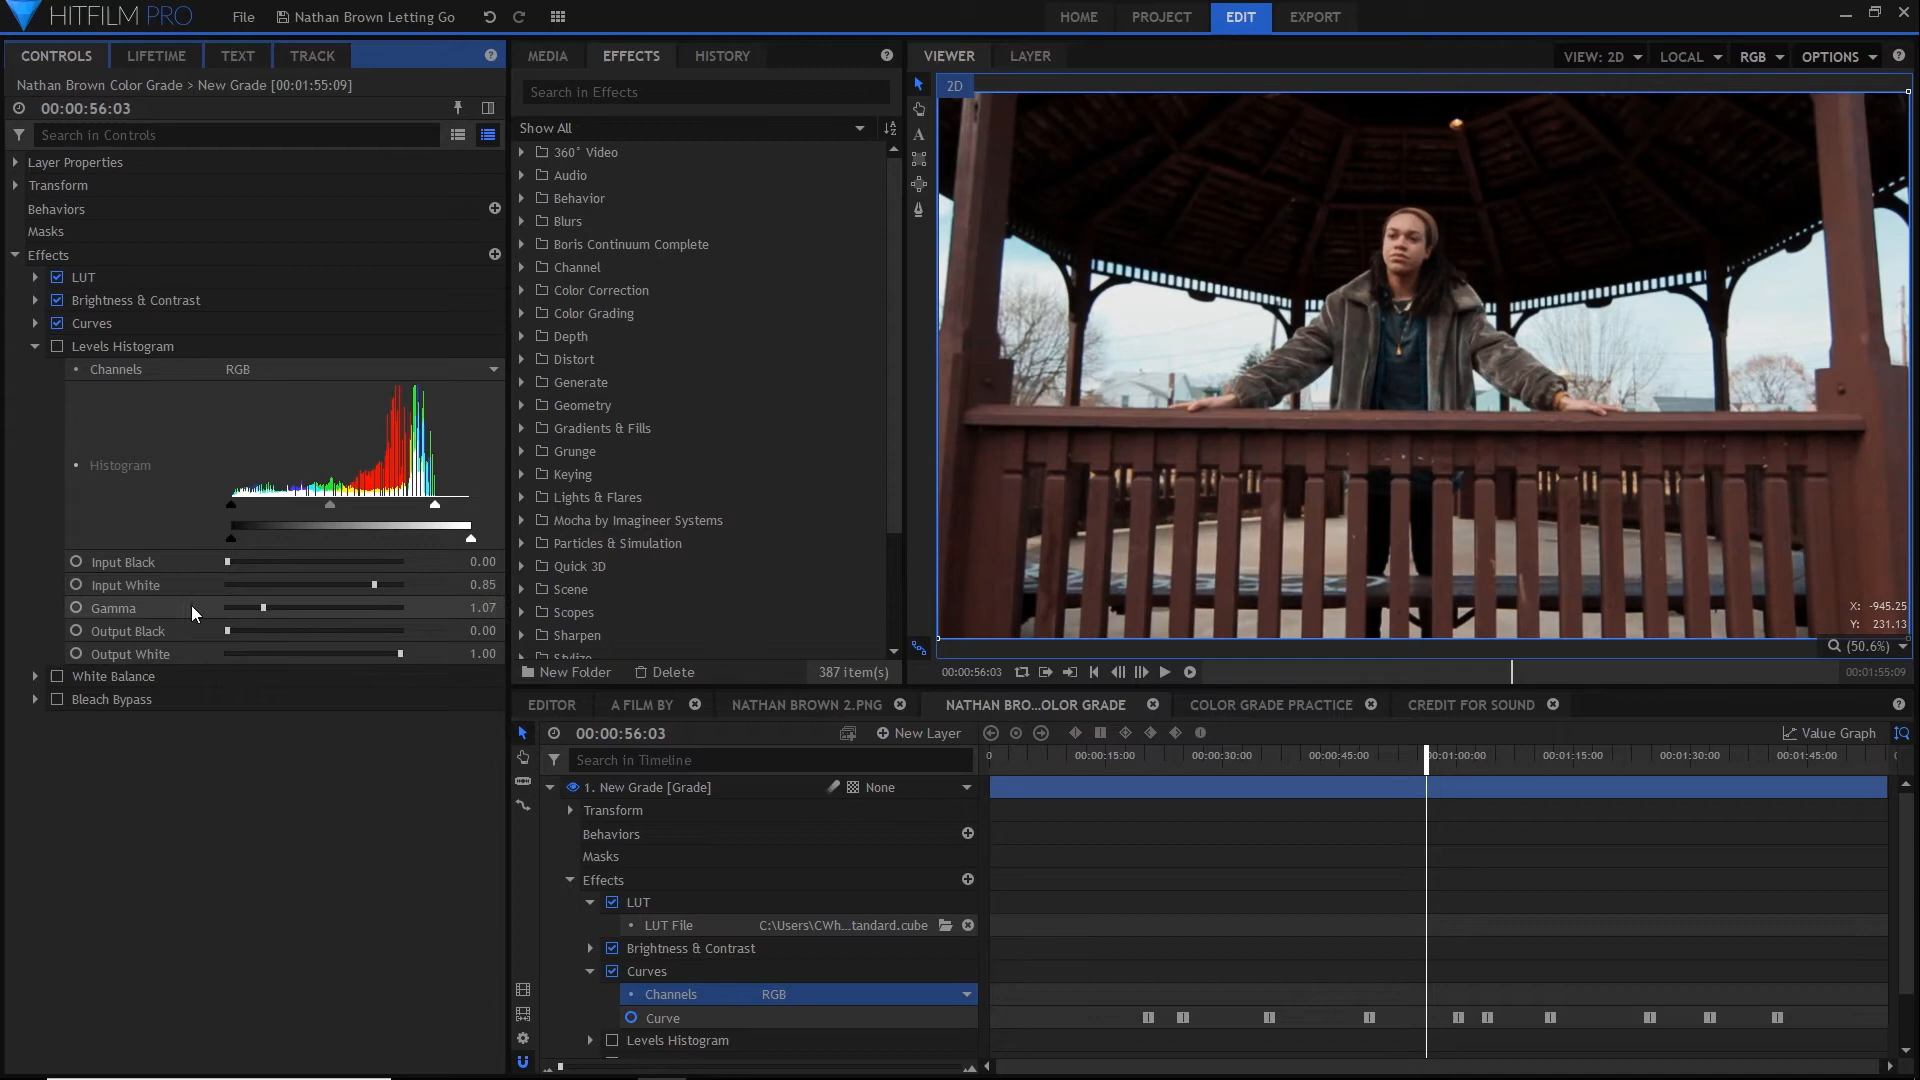 HITFILM PRO
File
Nathan Brown Letting Go
HOME
PROJECT
EDIT
EXPORT
CONTROLS
LIFETIME
TEXT
TRACK
Nathan Brown Color Grade > New Grade [00:01:55:09]
00:00:56:03
Search in Controls
Layer Properties
Transform
Behaviors
Masks
Effects
LUT
Brightness & Contrast
Curves
Levels Histogram
Channels RGB
Histogram
Input Black 0.00
Input White 0.85
Gamma 1.07
Output Black 0.00
Output White 1.00
White Balance
Bleach Bypass
MEDIA
EFFECTS
HISTORY
Search in Effects
Show All
360° Video
Audio
Behavior
Blurs
Boris Continuum Complete
Channel
Color Correction
Color Grading
Depth
Distort
Generate
Geometry
Gradients & Fills
Grunge
Keying
Lights & Flares
Mocha by Imagineer Systems
Particles & Simulation
Quick 3D
Scene
Scopes
Sharpen
New Folder
Delete
387 item(s)
VIEWER
LAYER
VIEW: 2D
LOCAL
RGB
OPTIONS
2D
X: -945.25
Y: 231.13
(50.6%)
00:00:56:03
00:01:55:09
EDITOR
A FILM BY
NATHAN BROWN 2.PNG
NATHAN BRO...OLOR GRADE
COLOR GRADE PRACTICE
CREDIT FOR SOUND
00:00:56:03
New Layer
Value Graph
Search in Timeline
0
00:00:15:00
00:00:30:00
00:00:45:00
00:01:00:00
00:01:15:00
00:01:30:00
00:01:45:00
1. New Grade [Grade]
None
Transform
Behaviors
Masks
Effects
LUT
LUT File C:\Users\CWh...tandard.cube
Brightness & Contrast
Curves
Channels RGB
Curve
Levels Histogram